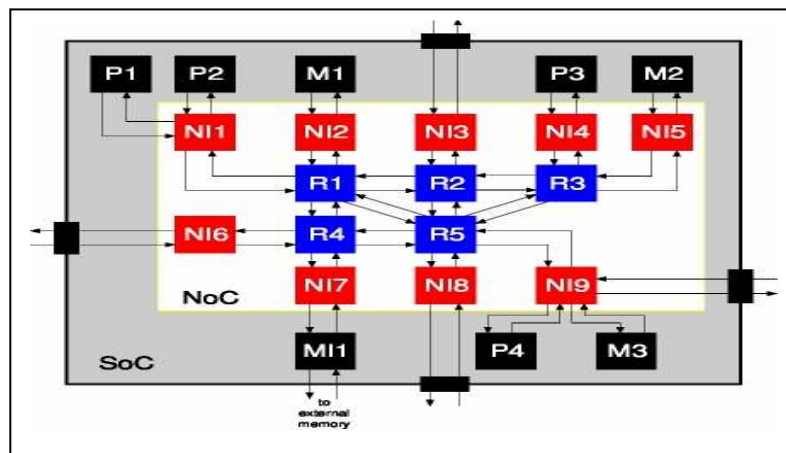 P1 P2 M1 P3 M2
NI1 NI2 NI3 NI4 NI5
R1 R2 R3
NI6 R4 R5
NoC NI7 NI8 NI9
SoC MI1 P4 M3
to
external
memory